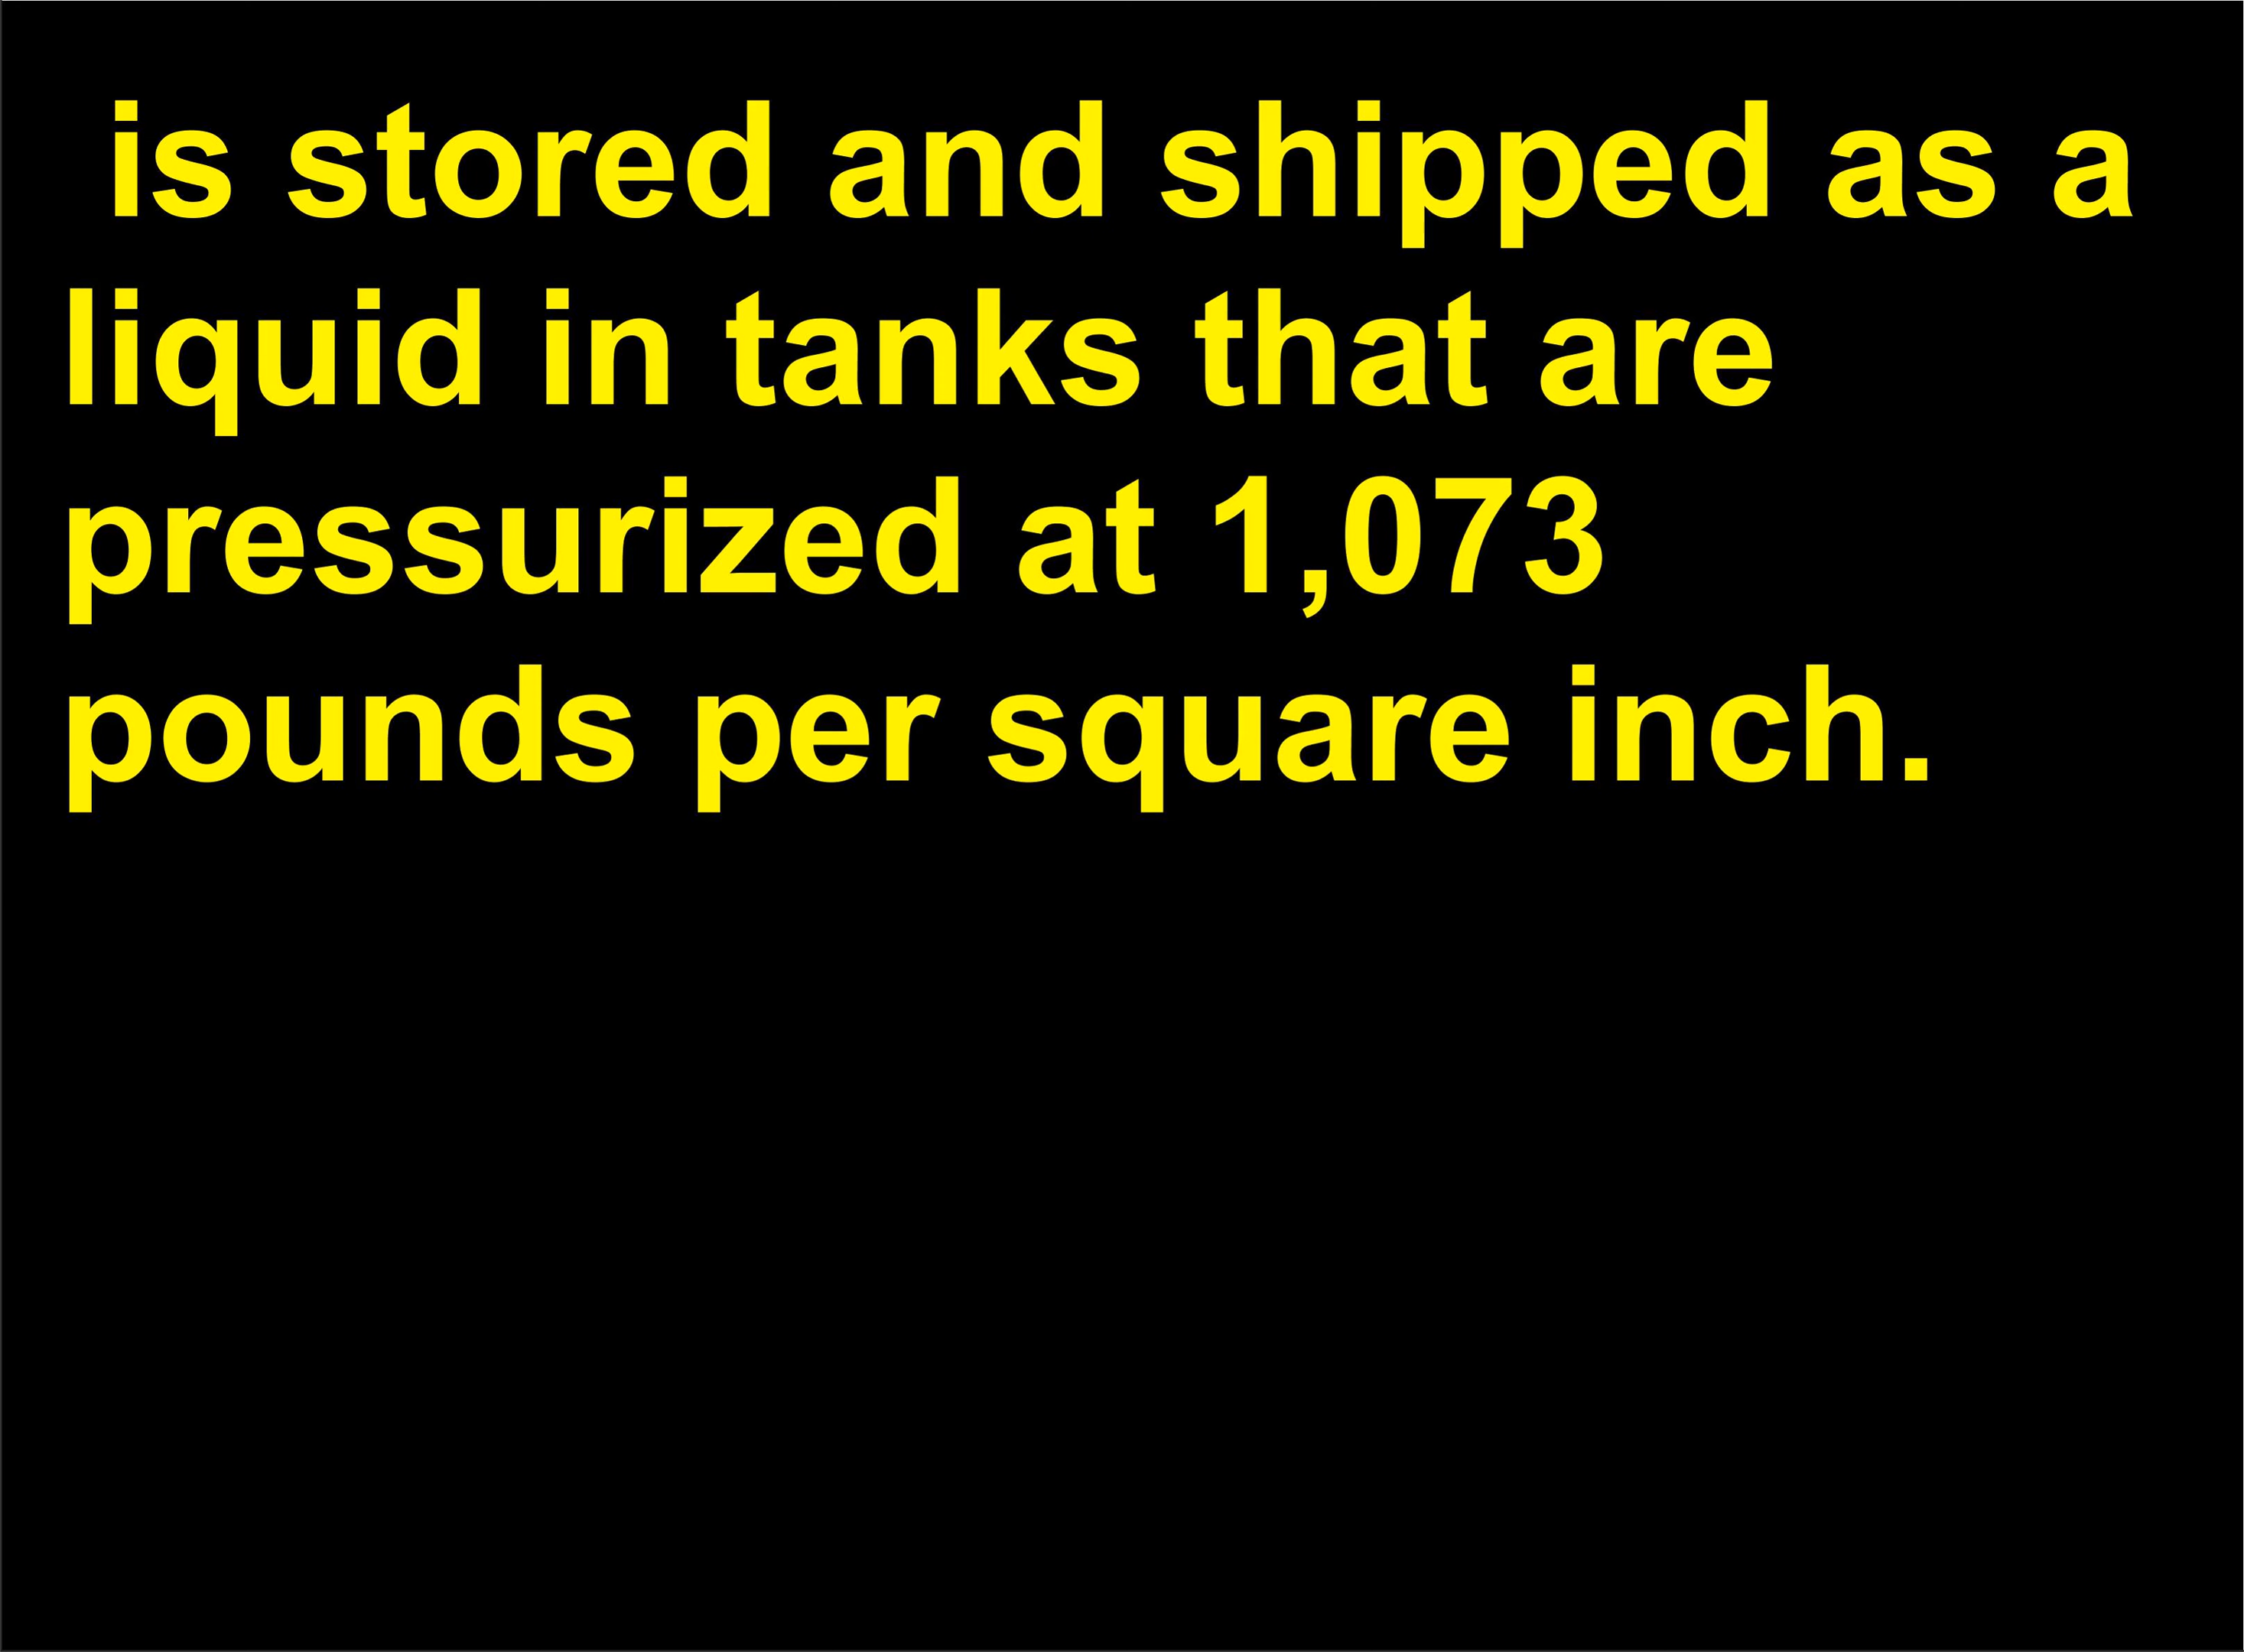 is stored and shipped as a
liquid in tanks that are
pressurized at 1,073
pounds per square inch.